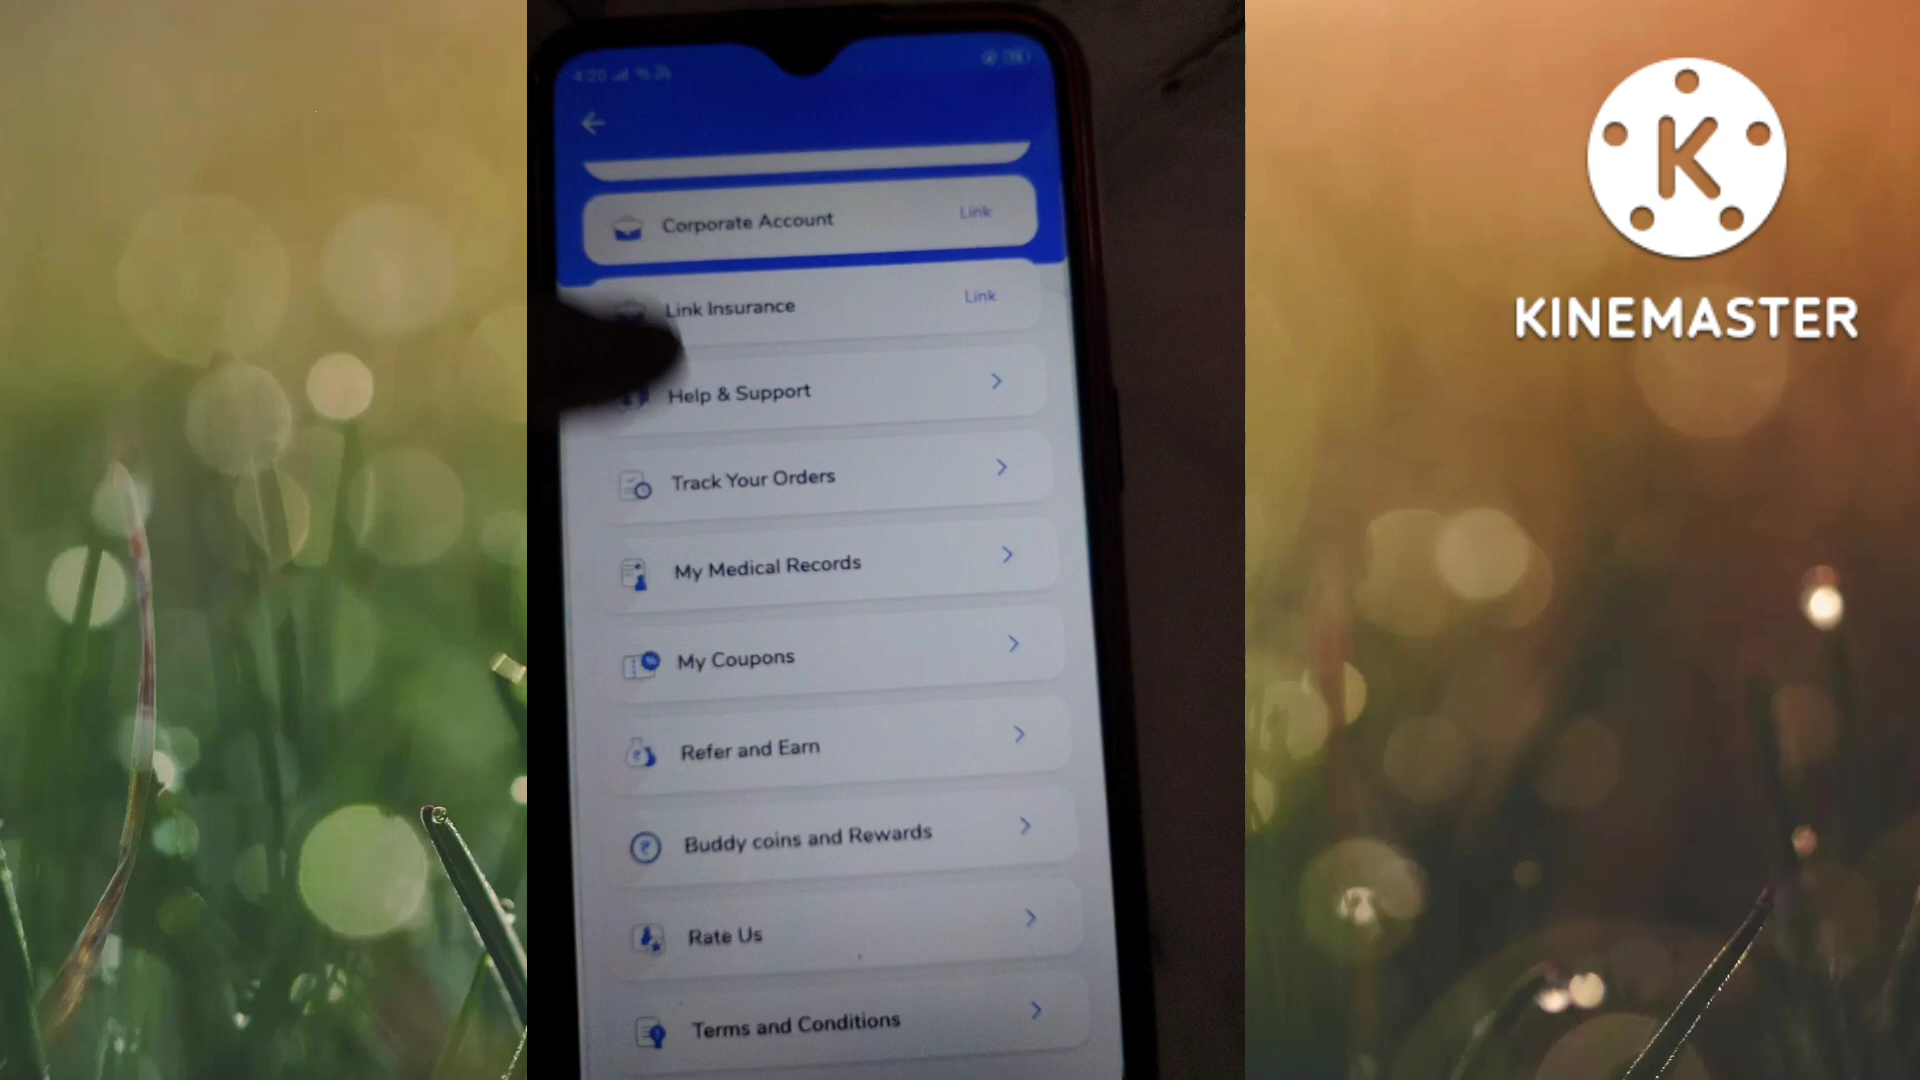 4:20
Corporate Account Link
Link Insurance Link
Help & Support
Track Your Orders
My Medical Records
My Coupons
Refer and Earn
Buddy coins and Rewards
Rate Us
Terms and Conditions
K
KINEMASTER